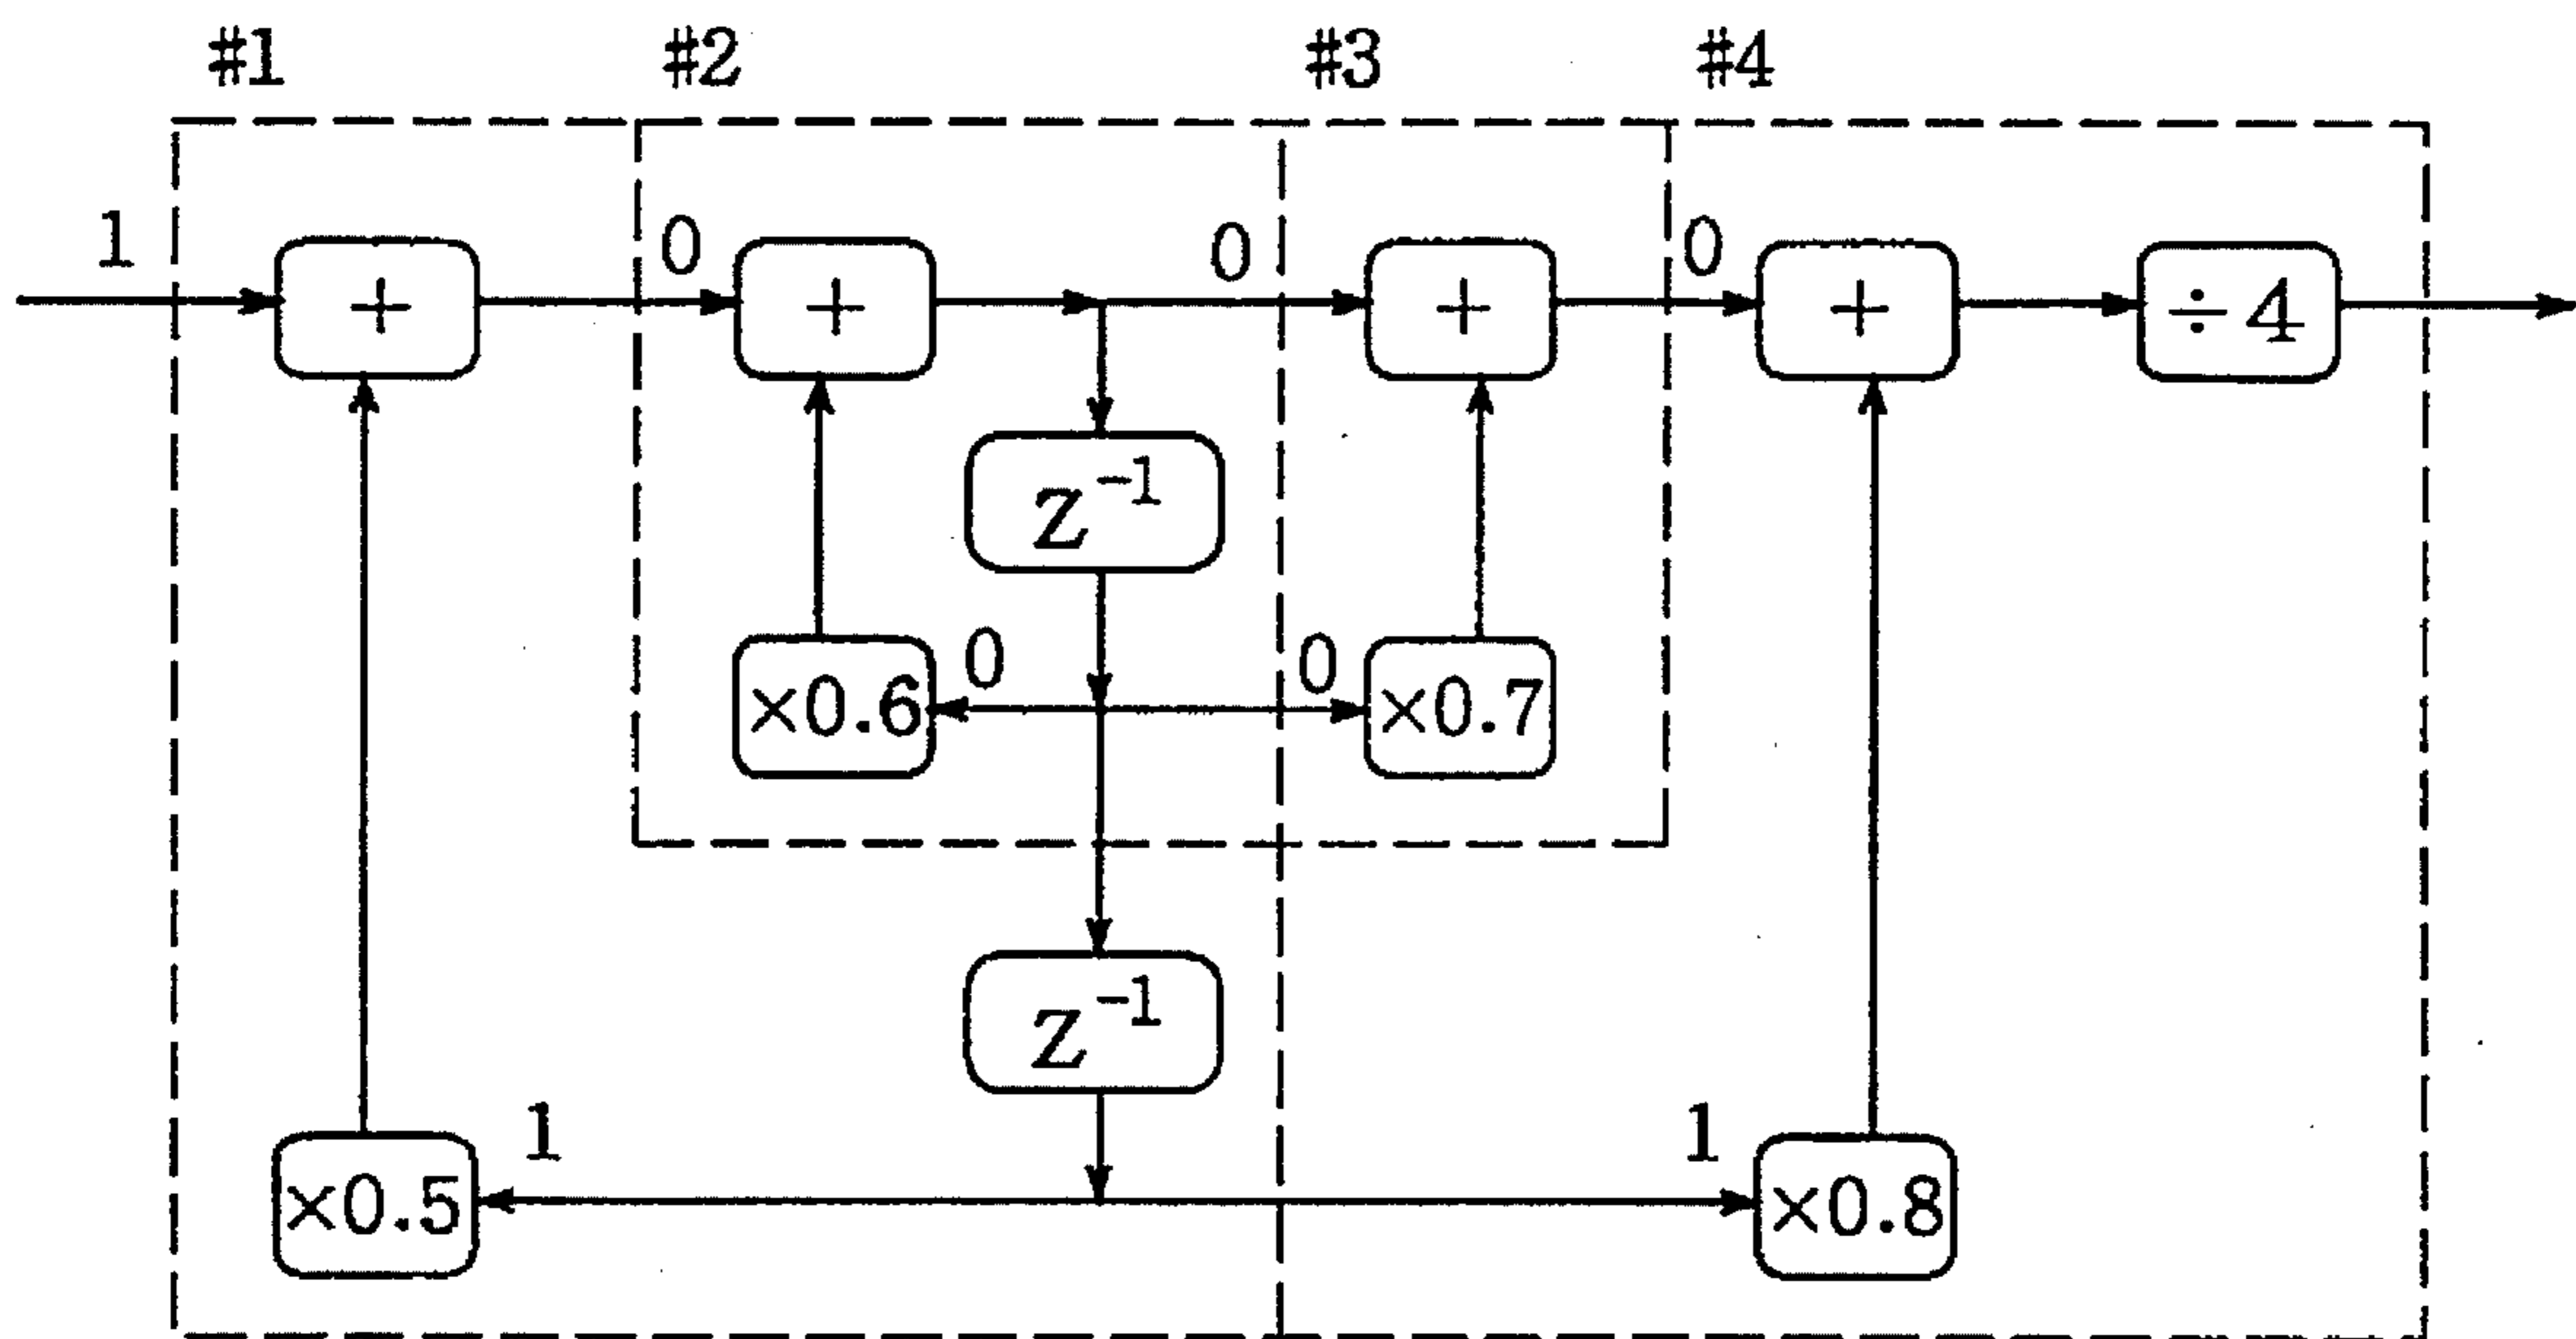 #1 #2 #3 #4
1 0 0 0
+ + + + ÷4
z⁻¹
0 0
×0.6 ×0.7
z⁻¹
1 1
×0.5 ×0.8